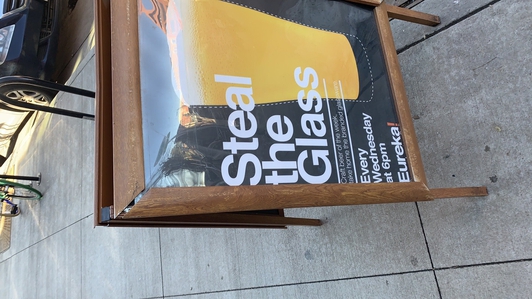 Steal
the
Glass
Craft beer of the week,
take home the branded glass
Every
Wednesday
at 6pm
Eureka!